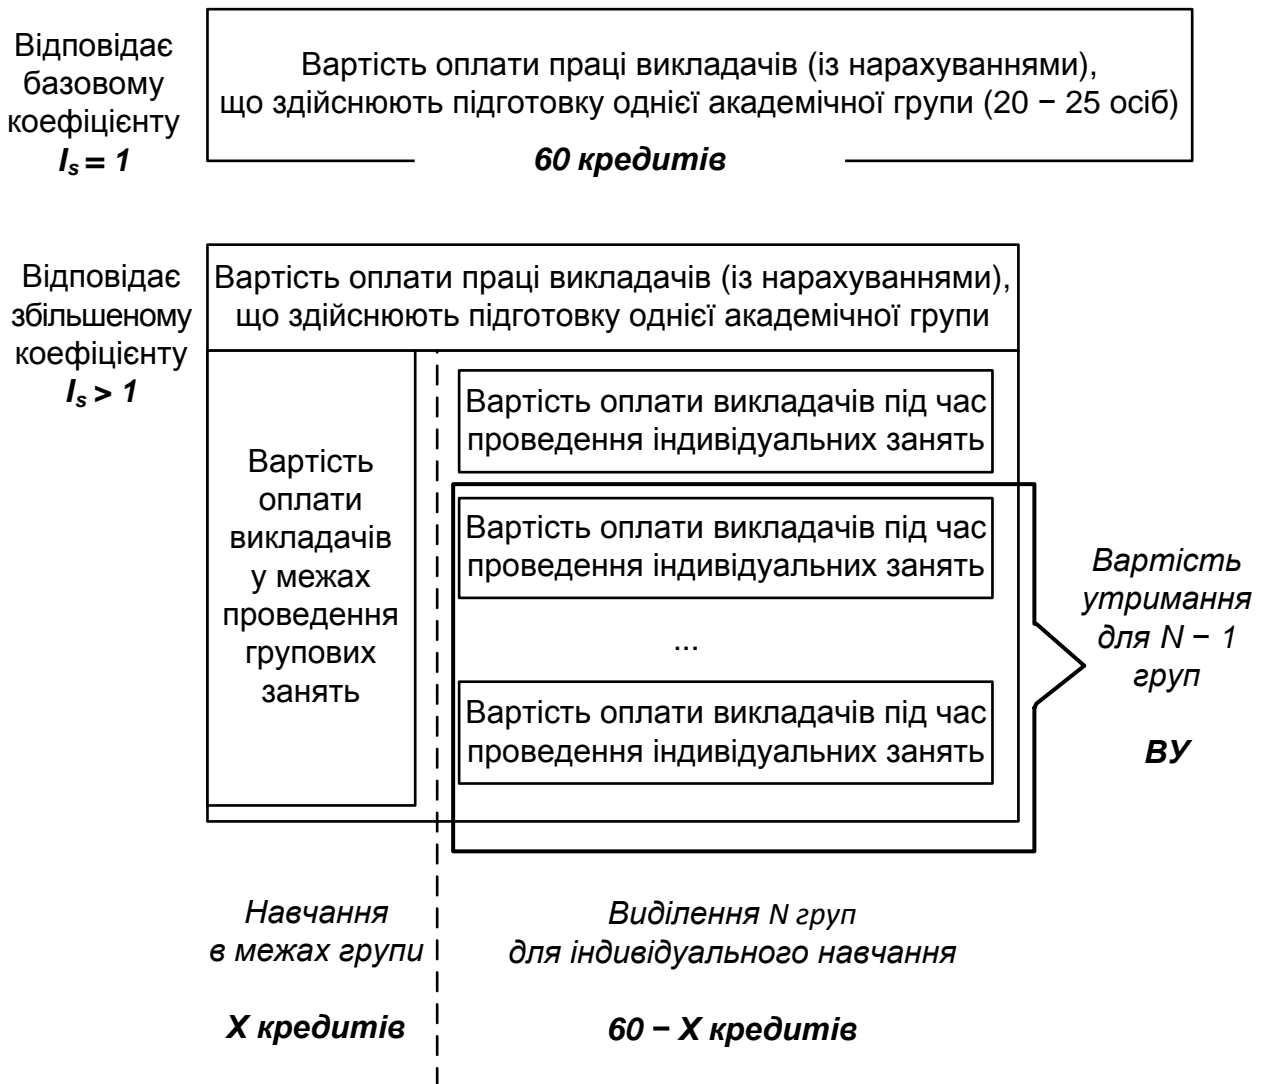 Відповідає
базовому
коефіцієнту
Is = 1
Вартість оплати праці викладачів (із нарахуваннями),
що здійснюють підготовку однієї академічної групи (20 − 25 осіб)
60 кредитів
Відповідає
збільшеному
коефіцієнту
Is > 1
Вартість оплати праці викладачів (із нарахуваннями),
що здійснюють підготовку однієї академічної групи
Вартість
оплати
викладачів
у межах
проведення
групових
занять
Вартість оплати викладачів під час
проведення індивідуальних занять
Вартість оплати викладачів під час
проведення індивідуальних занять
...
Вартість оплати викладачів під час
проведення індивідуальних занять
Вартість
утримання
для N − 1
груп
ВУ
Навчання
в межах групи
X кредитів
Виділення N груп
для індивідуального навчання
60 − X кредитів